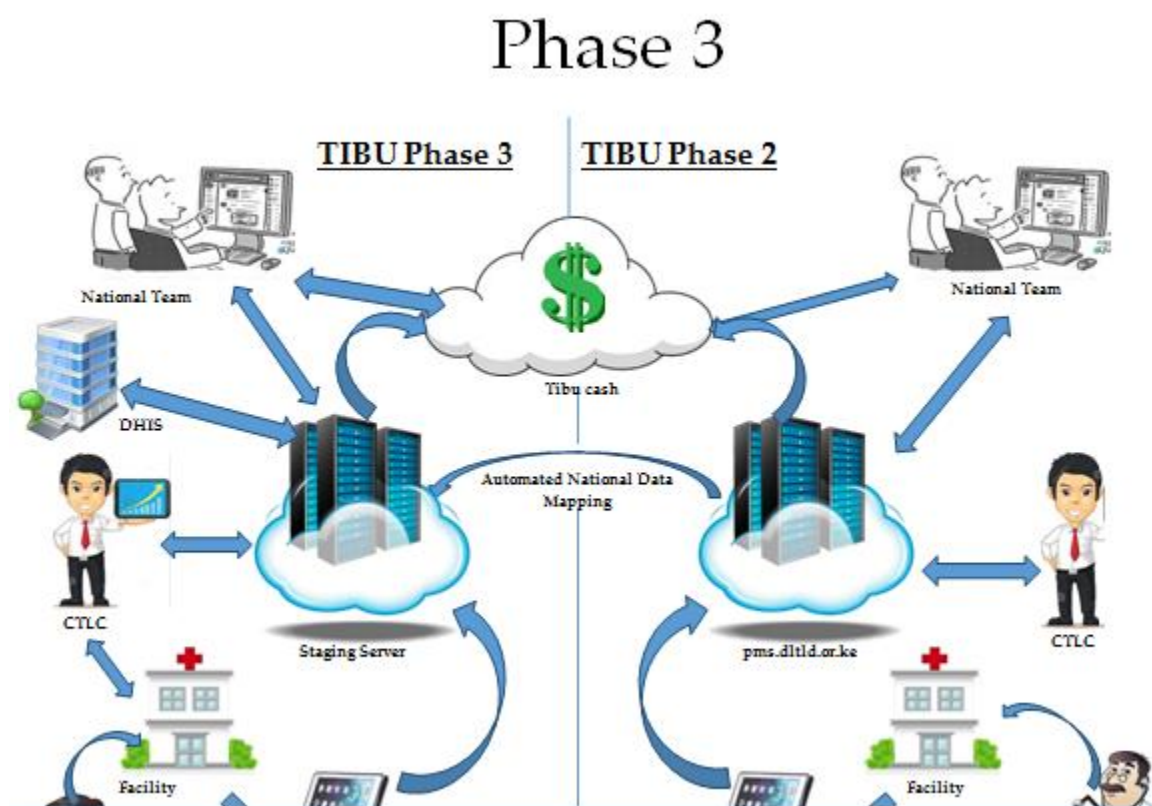 Phase 3
TIBU Phase 3
TIBU Phase 2
National Team
National Team
Tibu cash
DHIS
Automated National Data
Mapping
CTLC
CTLC
Staging Server
pms.dltld.or.ke
Facility
Facility